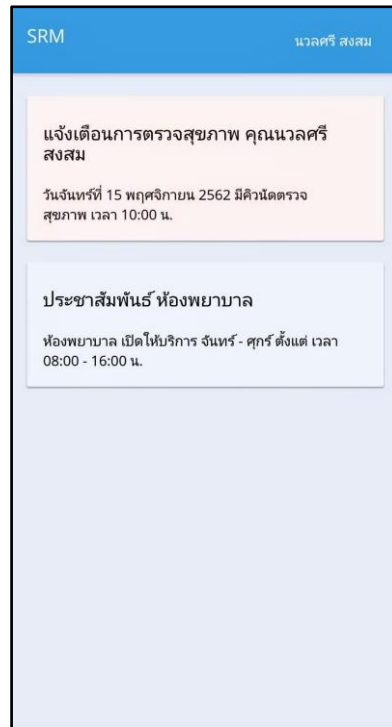 SRM
นวลศรี สงสม
แจ้งเตือนการตรวจสุขภาพ คุณนวลศรี
สงสม
วันจันทร์ที่ 15 พฤศจิกายน 2562 มีคิวนัดตรวจ
สุขภาพ เวลา 10:00 น.
ประชาสัมพันธ์ ห้องพยาบาล
ห้องพยาบาล เปิดให้บริการ จันทร์ - ศุกร์ ตั้งแต่ เวลา
08:00 - 16:00 น.